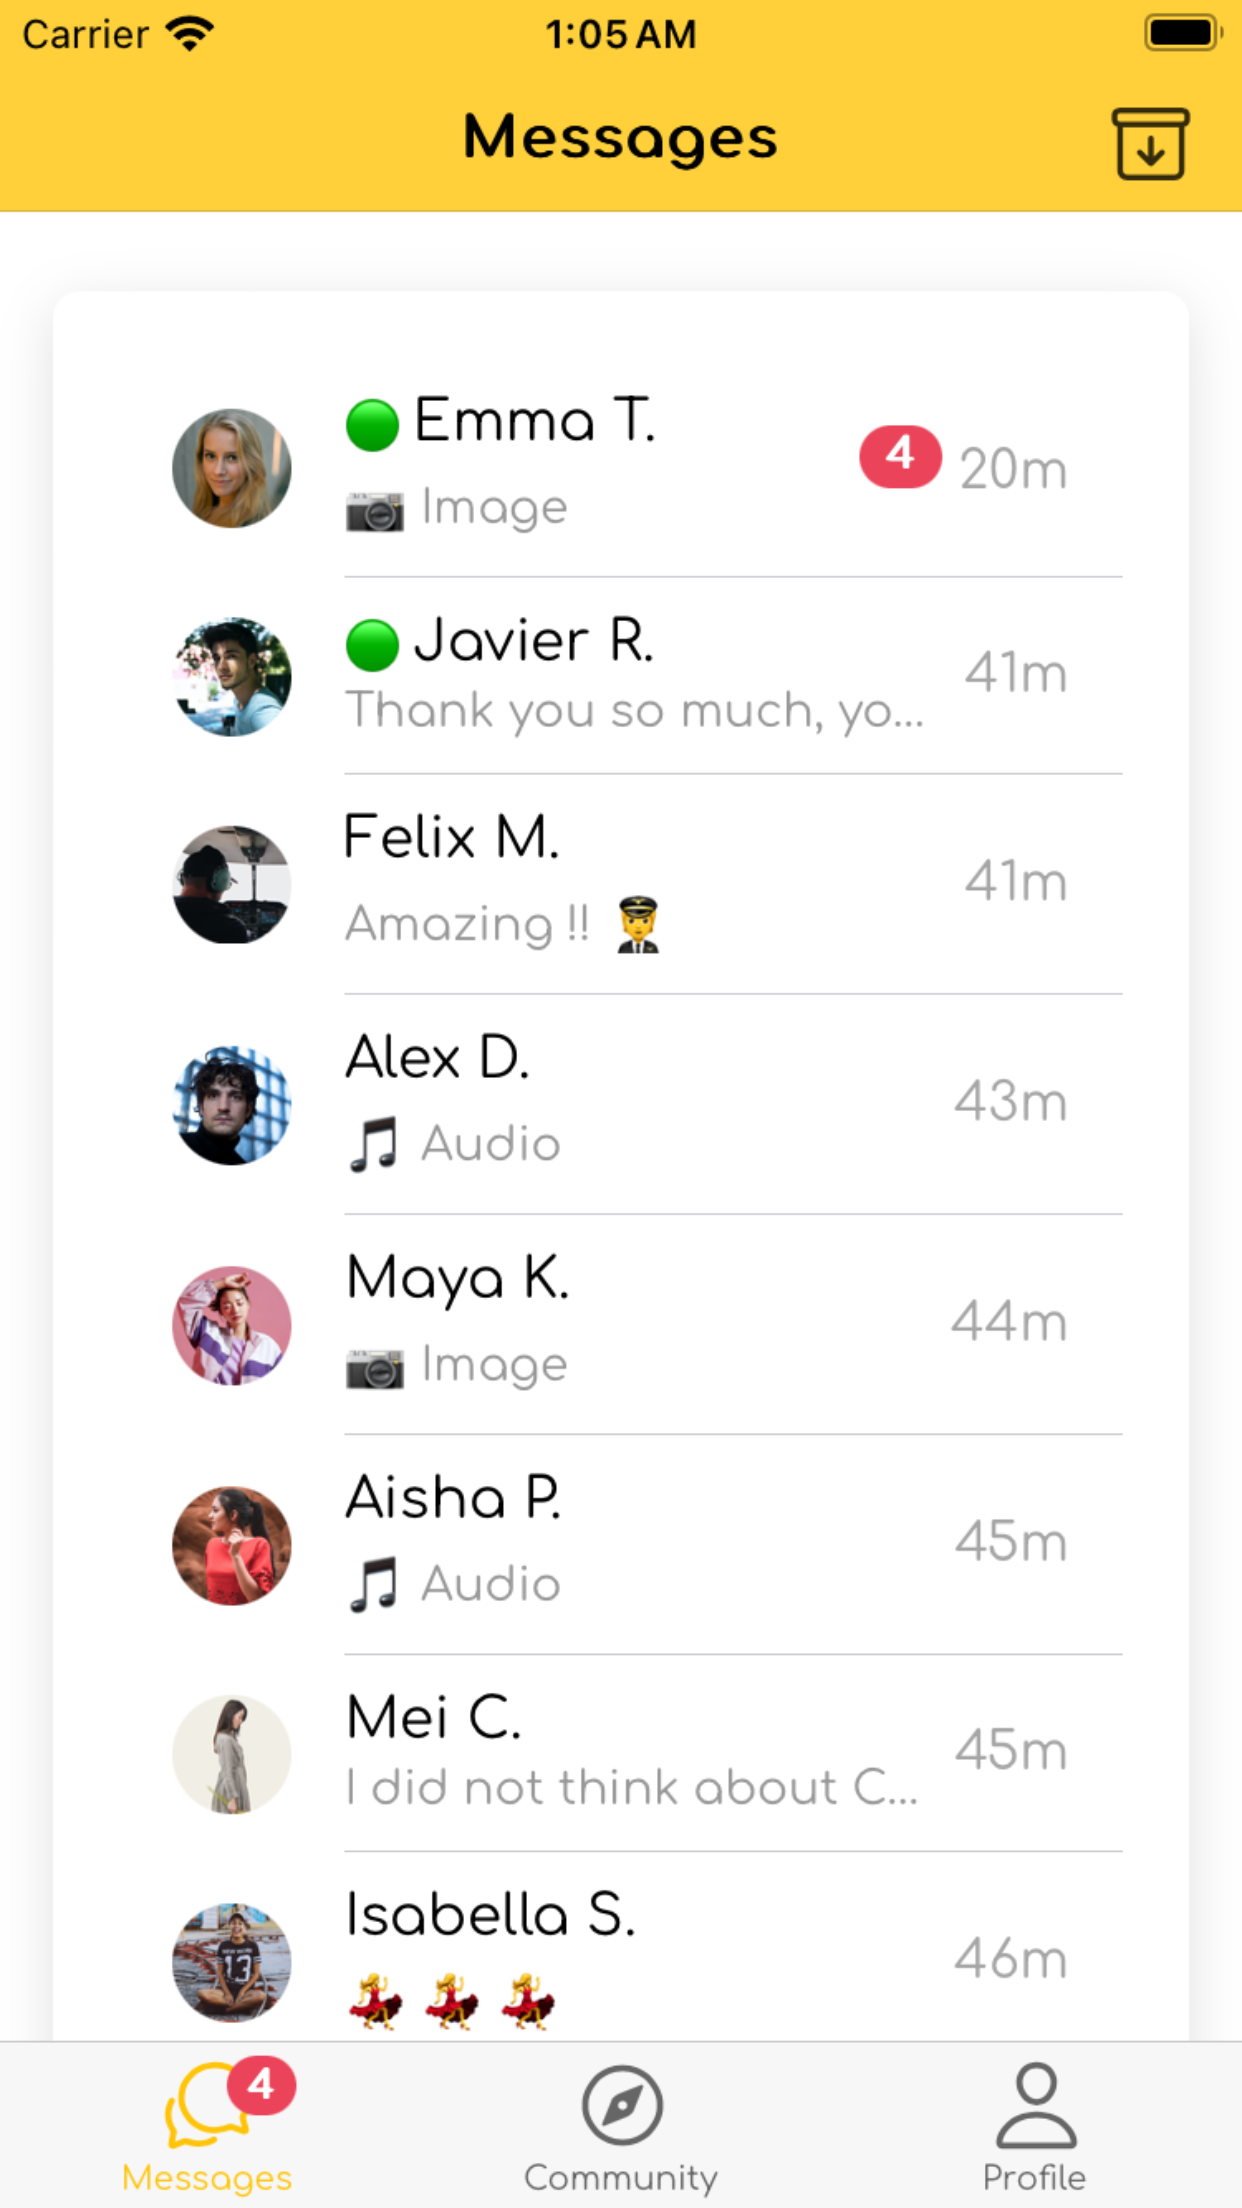 Carrier 1:05 AM
Messages
Emma T.
4 20m
Image
Javier R.
41m
Thank you so much, yo...
Felix M.
41m
Amazing !!
Alex D.
43m
Audio
Maya K.
44m
Image
Aisha P.
45m
Audio
Mei C.
45m
I did not think about C...
Isabella S.
46m
13
4
Messages Community Profile